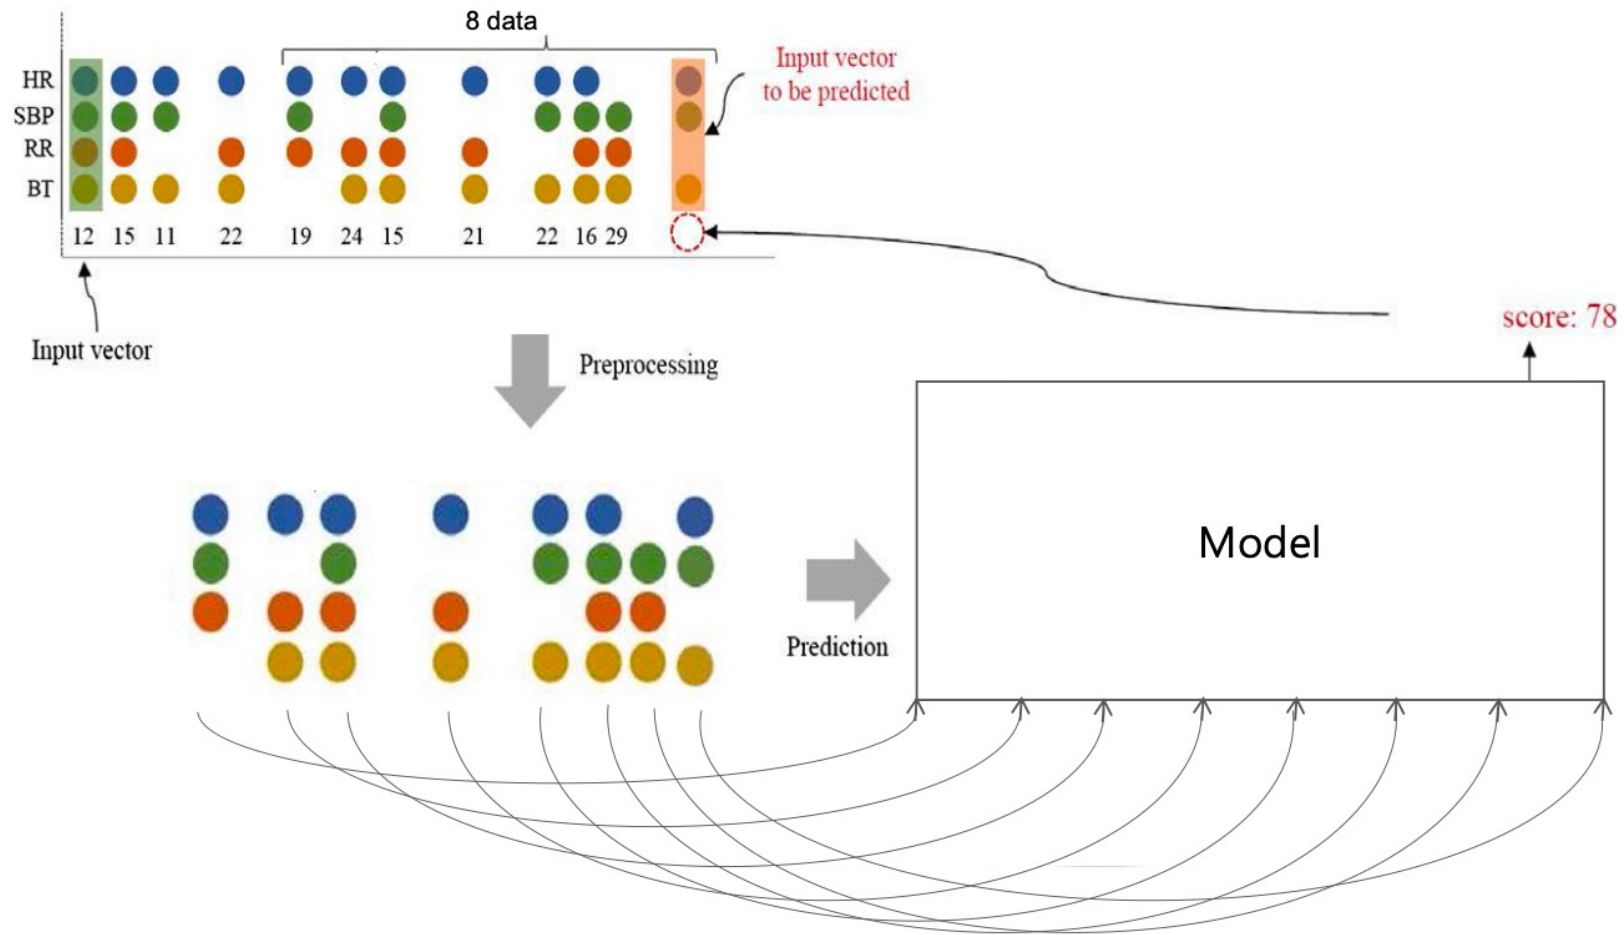 8 data
Input vector
to be predicted
HR
SBP
RR
BT
12 15 11 22 19 24 15 21 22 16 29
Input vector
score: 78
Preprocessing
Model
Prediction